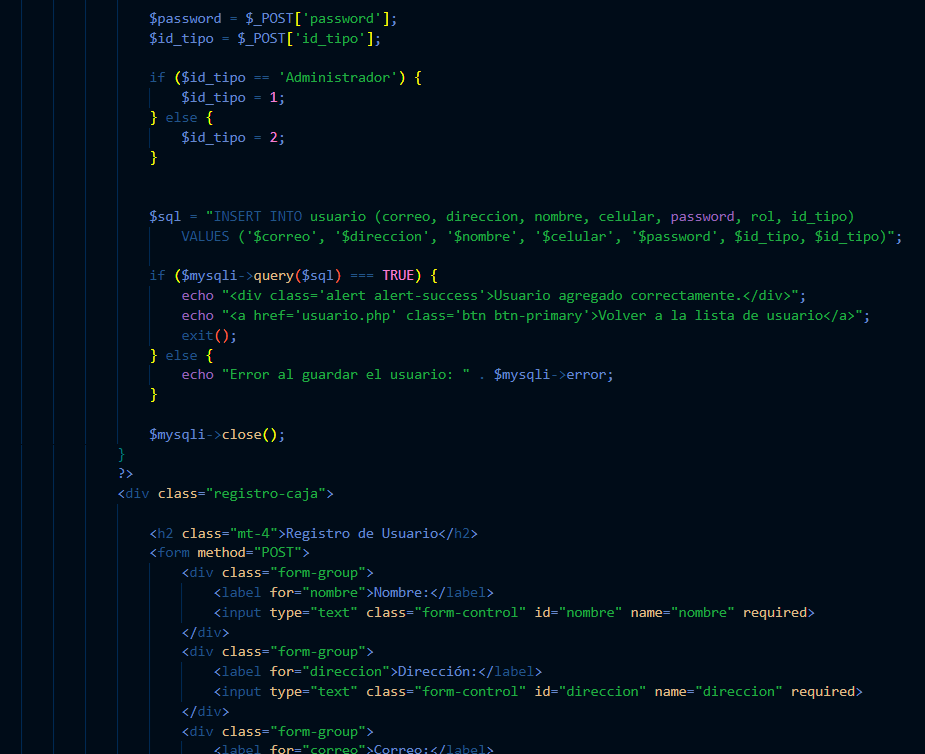 $password = $_POST['password'];
$id_tipo = $_POST['id_tipo'];
if ($id_tipo == 'Administrador') {
$id_tipo = 1;
} else {
$id_tipo = 2;
}
$sql = "INSERT INTO usuario (correo, direccion, nombre, celular, password, rol, id_tipo)
VALUES ('$correo', '$direccion', '$nombre', '$celular', '$password', $id_tipo, $id_tipo)";
if ($mysqli->query($sql) === TRUE) {
echo "<div class='alert alert-success'>Usuario agregado correctamente.</div>";
echo "<a href='usuario.php' class='btn btn-primary'>Volver a la lista de usuario</a>";
exit();
} else {
echo "Error al guardar el usuario: " . $mysqli->error;
}
$mysqli->close();
}
?>
<div class="registro-caja">
<h2 class="mt-4">Registro de Usuario</h2>
<form method="POST">
<div class="form-group">
<label for="nombre">Nombre:</label>
<input type="text" class="form-control" id="nombre" name="nombre" required>
</div>
<div class="form-group">
<label for="direccion">Dirección:</label>
<input type="text" class="form-control" id="direccion" name="direccion" required>
</div>
<div class="form-group">
<label for="correo">Correo:</label>